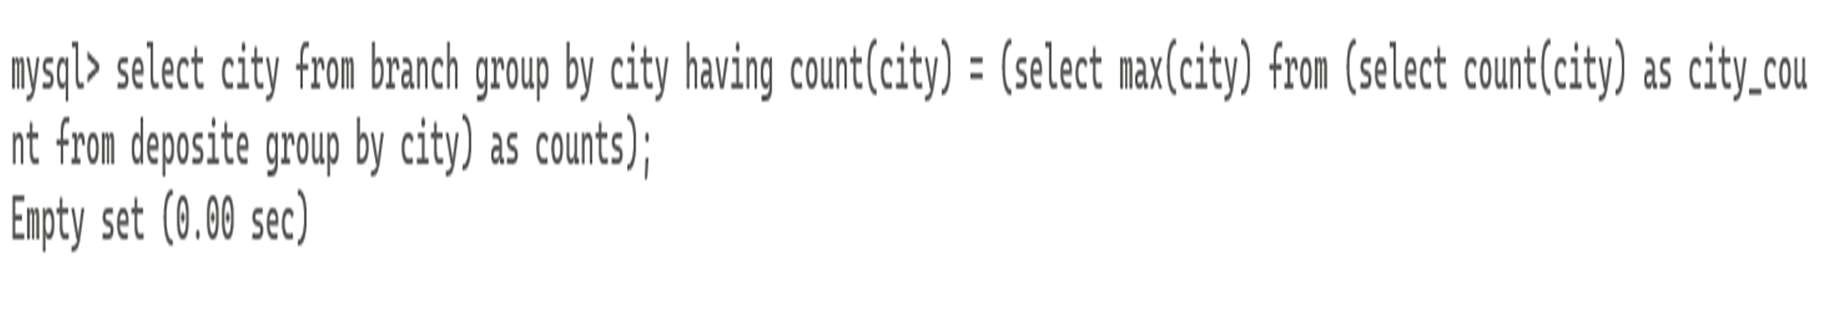 mysql> select city from branch group by city having count(city) = (select max(city) from (select count(city) as city_cou
nt from deposite group by city) as counts);
Empty set (0.00 sec)